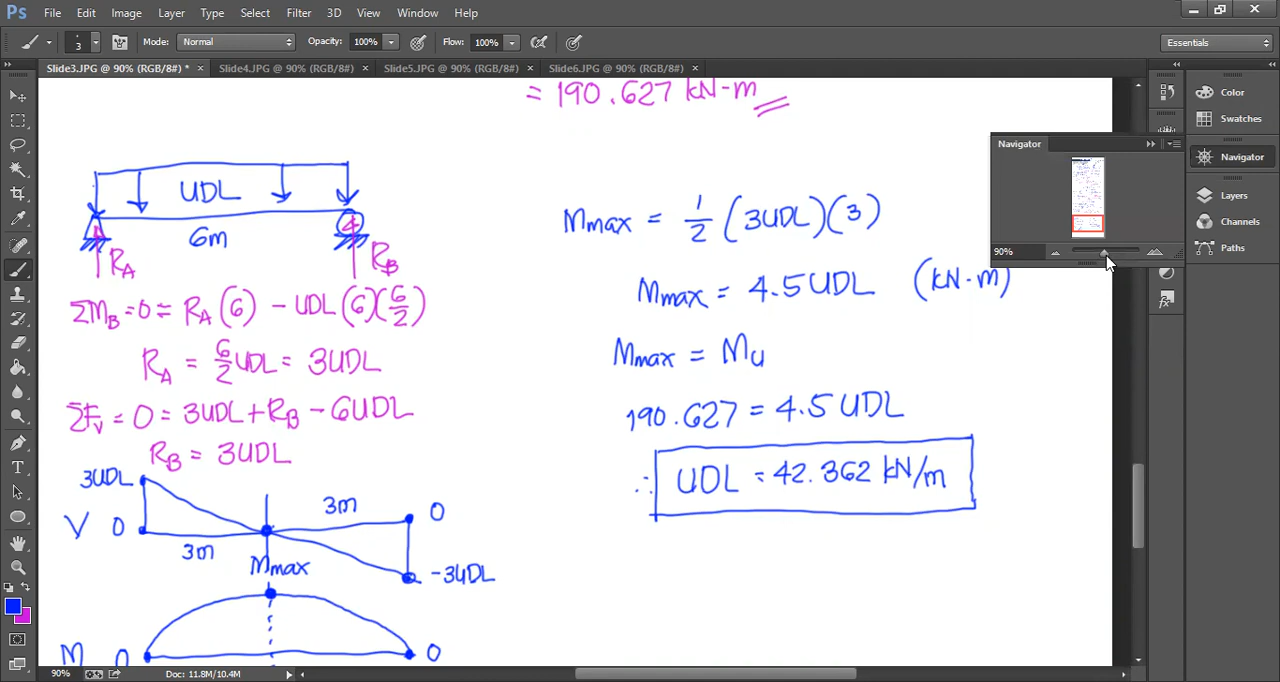 Ps File Edit Image Layer Type Select Filter 3D View Window Help
3 Mode: Normal Opacity: 100% Flow: 100% Essentials
Slide3.JPG @ 90% (RGB/8#) * × Slide4.JPG @ 90% (RGB/8#) × Slide5.JPG @ 90% (RGB/8#) × Slide6.JPG @ 90% (RGB/8#) ×
= 190.627 kN-m
UDL
6m
RA
RB
ΣMB = 0 = RA(6) - UDL(6)(6/2)
RA = 6/2 UDL = 3UDL
ΣFv = 0 = 3UDL + RB - 6UDL
RB = 3UDL
3UDL
V 0 3m 3m 0
Mmax
-3UDL
M 0 0
Mmax = 1/2 (3UDL)(3)
Mmax = 4.5UDL (kN-m)
Mmax = Mu
190.627 = 4.5UDL
∴ UDL = 42.362 kN/m
Navigator
90%
Color
Swatches
Navigator
Layers
Channels
Paths
90% Doc: 11.8M/10.4M